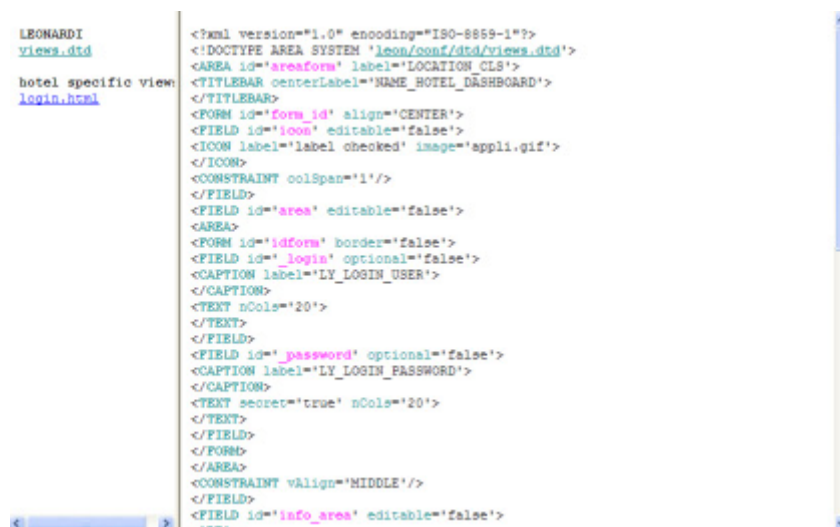 LEONARDI
views.dtd
hotel specific view
login.html
<?xml version="1.0" encoding="ISO-8859-1"?>
<!DOCTYPE AREA SYSTEM 'leon/conf/dtd/views.dtd'>
<AREA id='areaform' label='LOCATION_CLS'>
<TITLEBAR centerLabel='NAME_HOTEL_DASHBOARD'>
</TITLEBAR>
<FORM id='form_id' align='CENTER'>
<FIELD id='icon' editable='false'>
<ICON label='label checked' image='appli.gif'>
</ICON>
<CONSTRAINT colSpan='1'/>
</FIELD>
<FIELD id='area' editable='false'>
<AREA>
<FORM id='idform' border='false'>
<FIELD id='_login' optional='false'>
<CAPTION label='LY_LOGIN_USER'>
</CAPTION>
<TEXT nCols='20'>
</TEXT>
</FIELD>
<FIELD id='_password' optional='false'>
<CAPTION label='LY_LOGIN_PASSWORD'>
</CAPTION>
<TEXT secret='true' nCols='20'>
</TEXT>
</FIELD>
</FORM>
</AREA>
<CONSTRAINT vAlign='MIDDLE'/>
</FIELD>
<FIELD id='info_area' editable='false'>